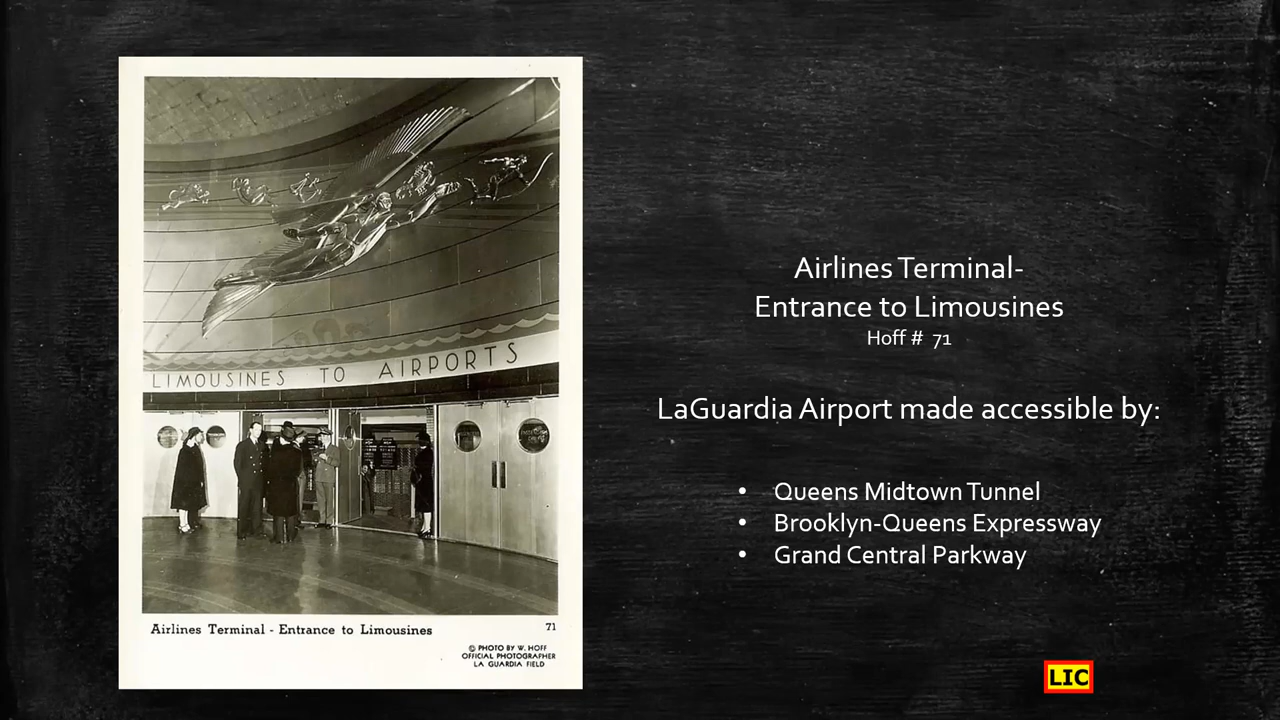 LIMOUSINES TO AIRPORTS
Airlines Terminal - Entrance to Limousines
71
© PHOTO BY W. HOFF
OFFICIAL PHOTOGRAPHER
LA GUARDIA FIELD
Airlines Terminal-
Entrance to Limousines
Hoff # 71
LaGuardia Airport made accessible by:
• Queens Midtown Tunnel
• Brooklyn-Queens Expressway
• Grand Central Parkway
LIC